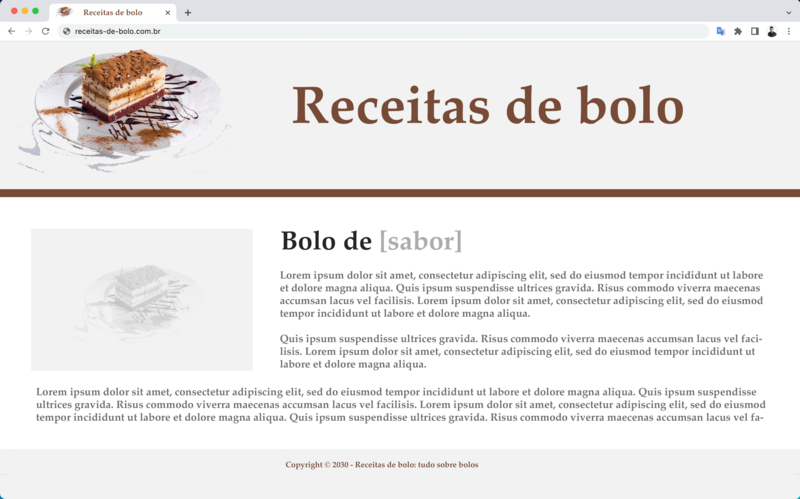 Receitas de bolo
receitas-de-bolo.com.br
Receitas de bolo
Bolo de [sabor]
Lorem ipsum dolor sit amet, consectetur adipiscing elit, sed do eiusmod tempor incididunt ut labore
et dolore magna aliqua. Quis ipsum suspendisse ultrices gravida. Risus commodo viverra maecenas
accumsan lacus vel facilisis. Lorem ipsum dolor sit amet, consectetur adipiscing elit, sed do eiusmod
tempor incididunt ut labore et dolore magna aliqua.
Quis ipsum suspendisse ultrices gravida. Risus commodo viverra maecenas accumsan lacus vel faci-
lisis. Lorem ipsum dolor sit amet, consectetur adipiscing elit, sed do eiusmod tempor incididunt ut
labore et dolore magna aliqua.
Lorem ipsum dolor sit amet, consectetur adipiscing elit, sed do eiusmod tempor incididunt ut labore et dolore magna aliqua. Quis ipsum suspendisse
ultrices gravida. Risus commodo viverra maecenas accumsan lacus vel facilisis. Lorem ipsum dolor sit amet, consectetur adipiscing elit, sed do eiusmod
tempor incididunt ut labore et dolore magna aliqua. Quis ipsum suspendisse ultrices gravida. Risus commodo viverra maecenas accumsan lacus vel fa-
Copyright © 2030 - Receitas de bolo: tudo sobre bolos